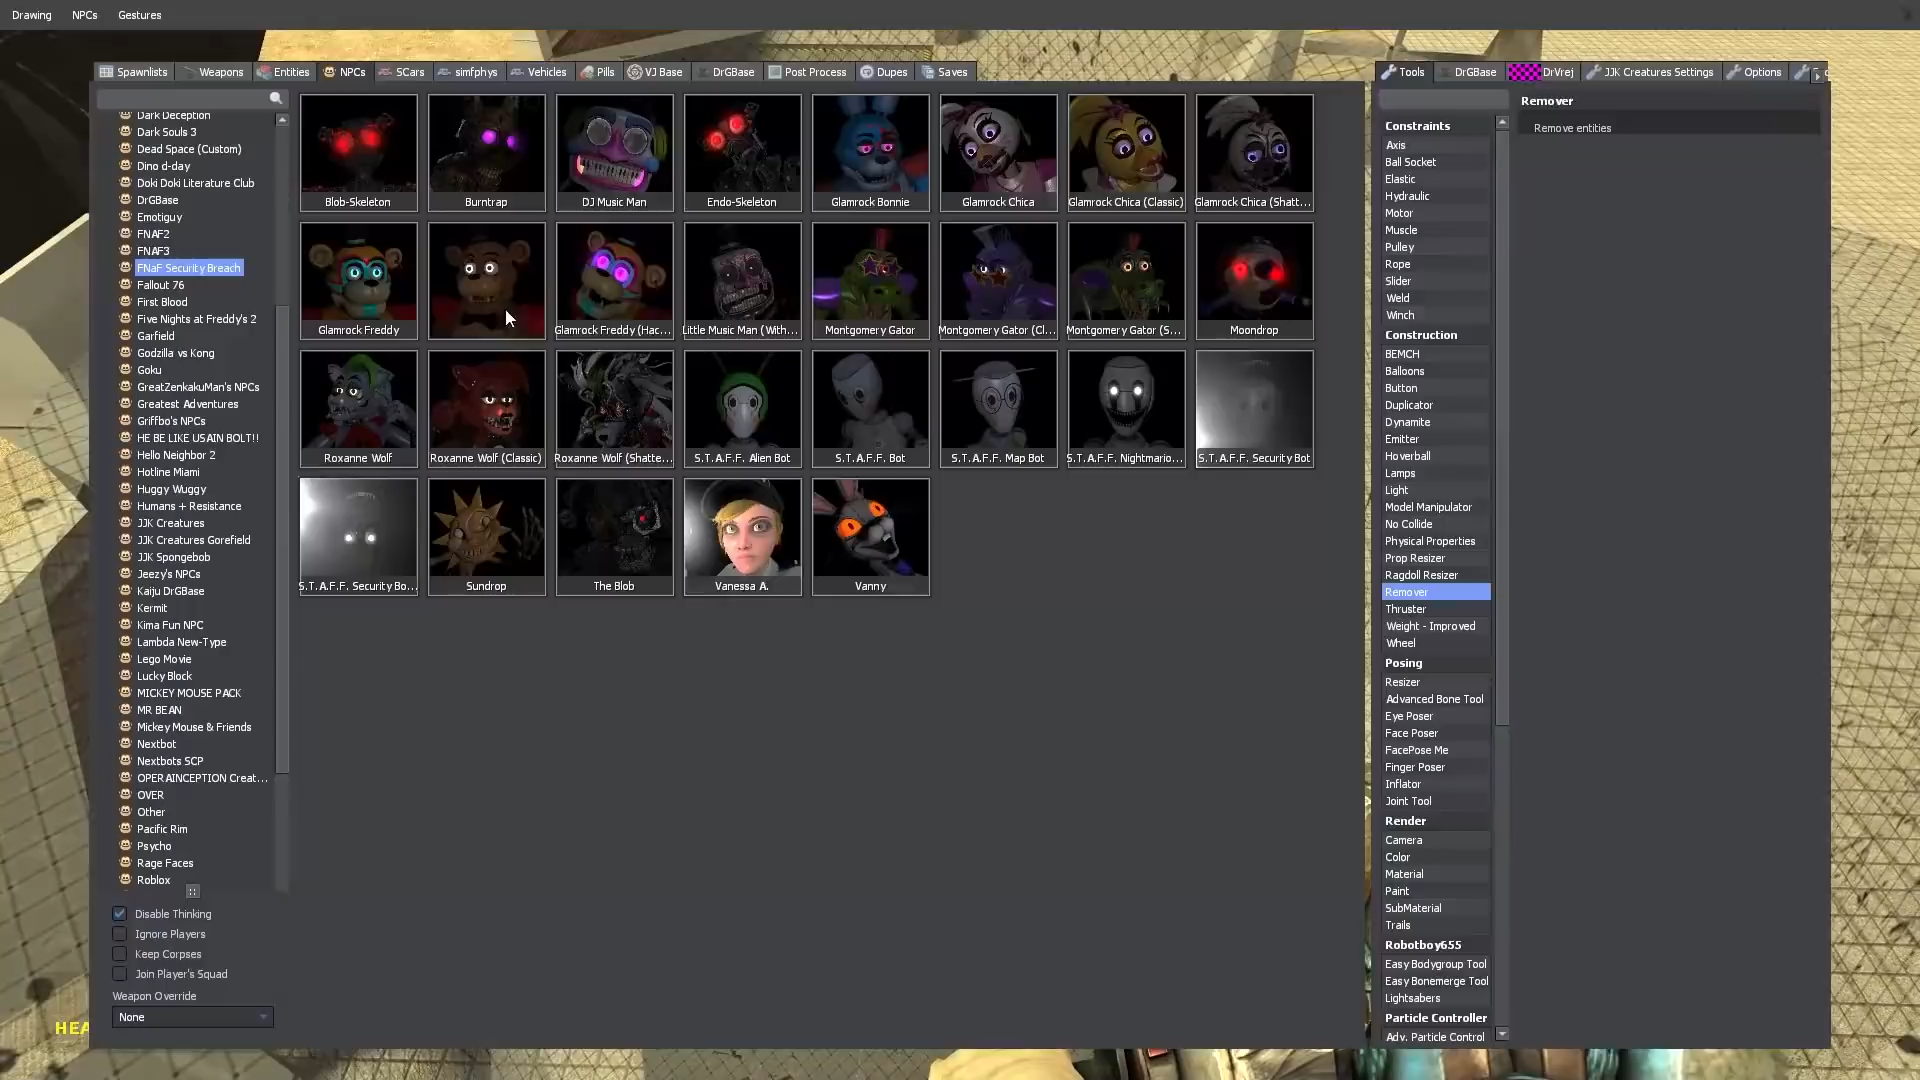 Drawing NPCs Gestures
Spawnlists Weapons Entities NPCs SCars simfphys Vehicles Pills VJ Base DrGBase Post Process Dupes Saves
Tools DrGBase DrVrej JJK Creatures Settings Options
Dark Deception
Dark Souls 3
Dead Space (Custom)
Dino d-day
Doki Doki Literature Club
DrGBase
Emotiguy
FNAF2
FNAF3
FNaF Security Breach
Fallout 76
First Blood
Five Nights at Freddy's 2
Garfield
Godzilla vs Kong
Goku
GreatZenkakuMan's NPCs
Greatest Adventures
Griffbo's NPCs
HE BE LIKE USAIN BOLT!!
Hello Neighbor 2
Hotline Miami
Huggy Wuggy
Humans + Resistance
JJK Creatures
JJK Creatures Gorefield
JJK Spongebob
Jeezy's NPCs
Kaiju DrGBase
Kermit
Kima Fun NPC
Lambda New-Type
Lego Movie
Lucky Block
MICKEY MOUSE PACK
MR BEAN
Mickey Mouse & Friends
Nextbot
Nextbots SCP
OPERAINCEPTION Creat...
OVER
Other
Pacific Rim
Psycho
Rage Faces
Roblox
Disable Thinking
Ignore Players
Keep Corpses
Join Player's Squad
Weapon Override
None
HEA
Blob-Skeleton Burntrap DJ Music Man Endo-Skeleton Glamrock Bonnie Glamrock Chica Glamrock Chica (Classic) Glamrock Chica (Shatt...
Glamrock Freddy Glamrock Freddy (Hac... Little Music Man (With... Montgomery Gator Montgomery Gator (Cl... Montgomery Gator (S... Moondrop
Roxanne Wolf Roxanne Wolf (Classic) Roxanne Wolf (Shatte... S.T.A.F.F. Alien Bot S.T.A.F.F. Bot S.T.A.F.F. Map Bot S.T.A.F.F. Nightmario... S.T.A.F.F. Security Bot
S.T.A.F.F. Security Bo... Sundrop The Blob Vanessa A. Vanny
Constraints
Axis
Ball Socket
Elastic
Hydraulic
Motor
Muscle
Pulley
Rope
Slider
Weld
Winch
Construction
BEMCH
Balloons
Button
Duplicator
Dynamite
Emitter
Hoverball
Lamps
Light
Model Manipulator
No Collide
Physical Properties
Prop Resizer
Ragdoll Resizer
Remover
Thruster
Weight - Improved
Wheel
Posing
Resizer
Advanced Bone Tool
Eye Poser
Face Poser
FacePose Me
Finger Poser
Inflator
Joint Tool
Render
Camera
Color
Material
Paint
SubMaterial
Trails
Robotboy655
Easy Bodygroup Tool
Easy Bonemerge Tool
Lightsabers
Particle Controller
Adv. Particle Control
Remover
Remove entities